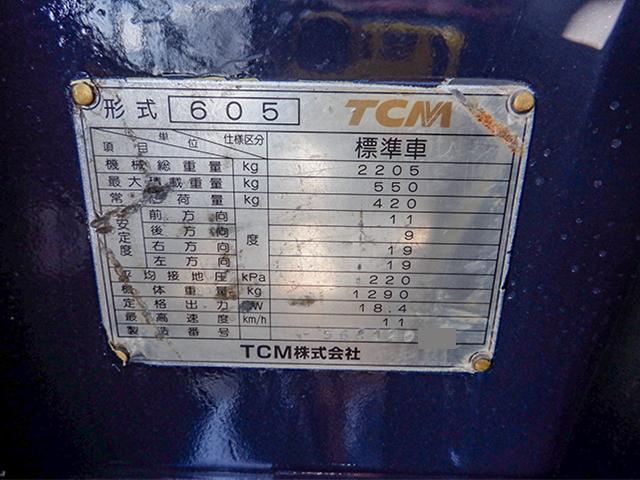 形式 605 TCM
項目 単位 仕様区分 標準車
機械総重量 kg 2205
最大積載重量 kg 550
常用荷重 kg 420
安定度 度
前方向 11
後方向 9
右方向 19
左方向 19
平均接地圧 kPa 220
機体重量 kg 1290
定格出力 kW 18.4
最高速度 km/h 11
製造番号
TCM株式会社